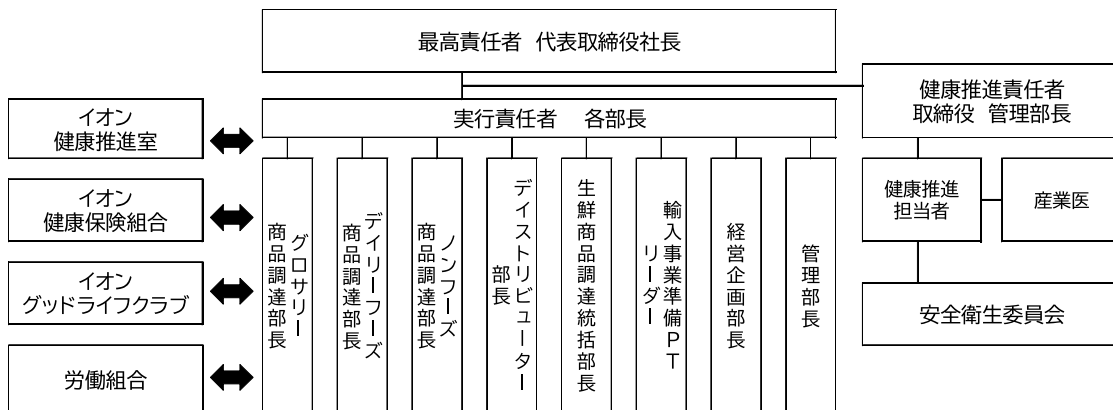 最高責任者 代表取締役社長
健康推進責任者
取締役 管理部長
実行責任者 各部長
イオン
健康推進室
イオン
健康保険組合
イオン
グッドライフクラブ
労働組合
グロサリー
商品調達部長
デイリーフーズ
商品調達部長
ノンフーズ
商品調達部長
デイストリビューター
部長
生鮮商品調達統括部長
輸入事業準備PT
リーダー
経営企画部長
管理部長
健康推進
担当者
産業医
安全衛生委員会